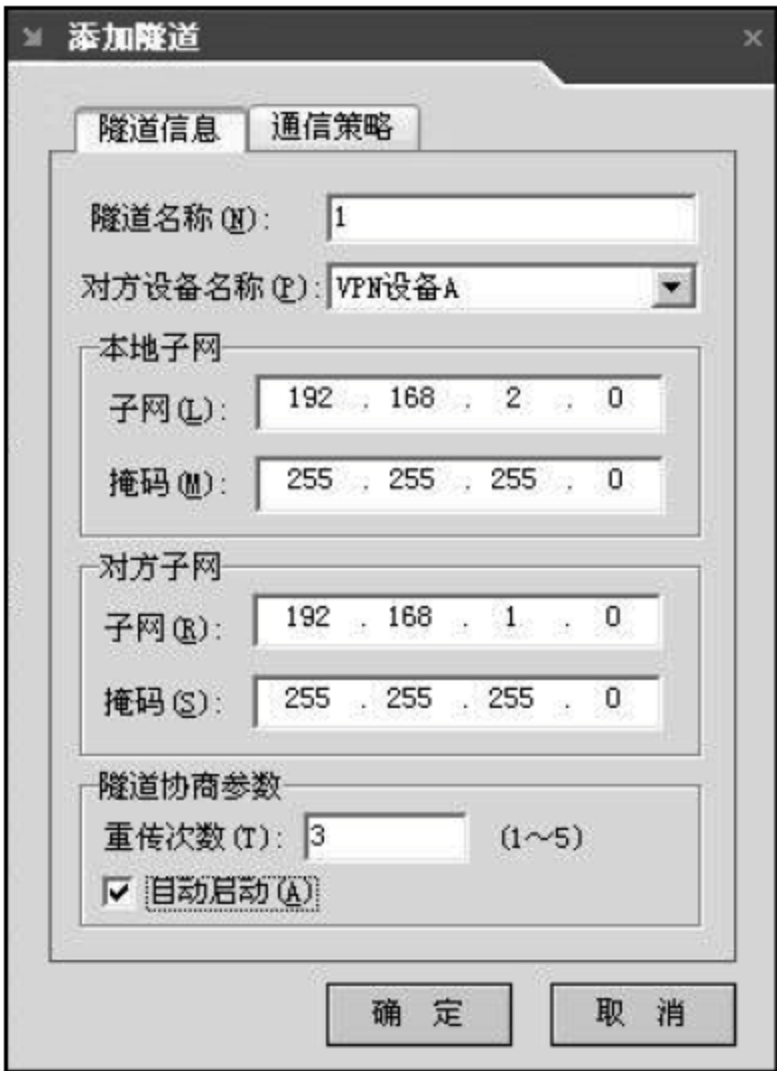 添加隧道
隧道信息 通信策略
隧道名称(N): 1
对方设备名称(P): VPN设备A
本地子网
子网(L): 192 . 168 . 2 . 0
掩码(M): 255 . 255 . 255 . 0
对方子网
子网(R): 192 . 168 . 1 . 0
掩码(S): 255 . 255 . 255 . 0
隧道协商参数
重传次数(T): 3 (1～5)
自动启动(A)
确 定 取 消